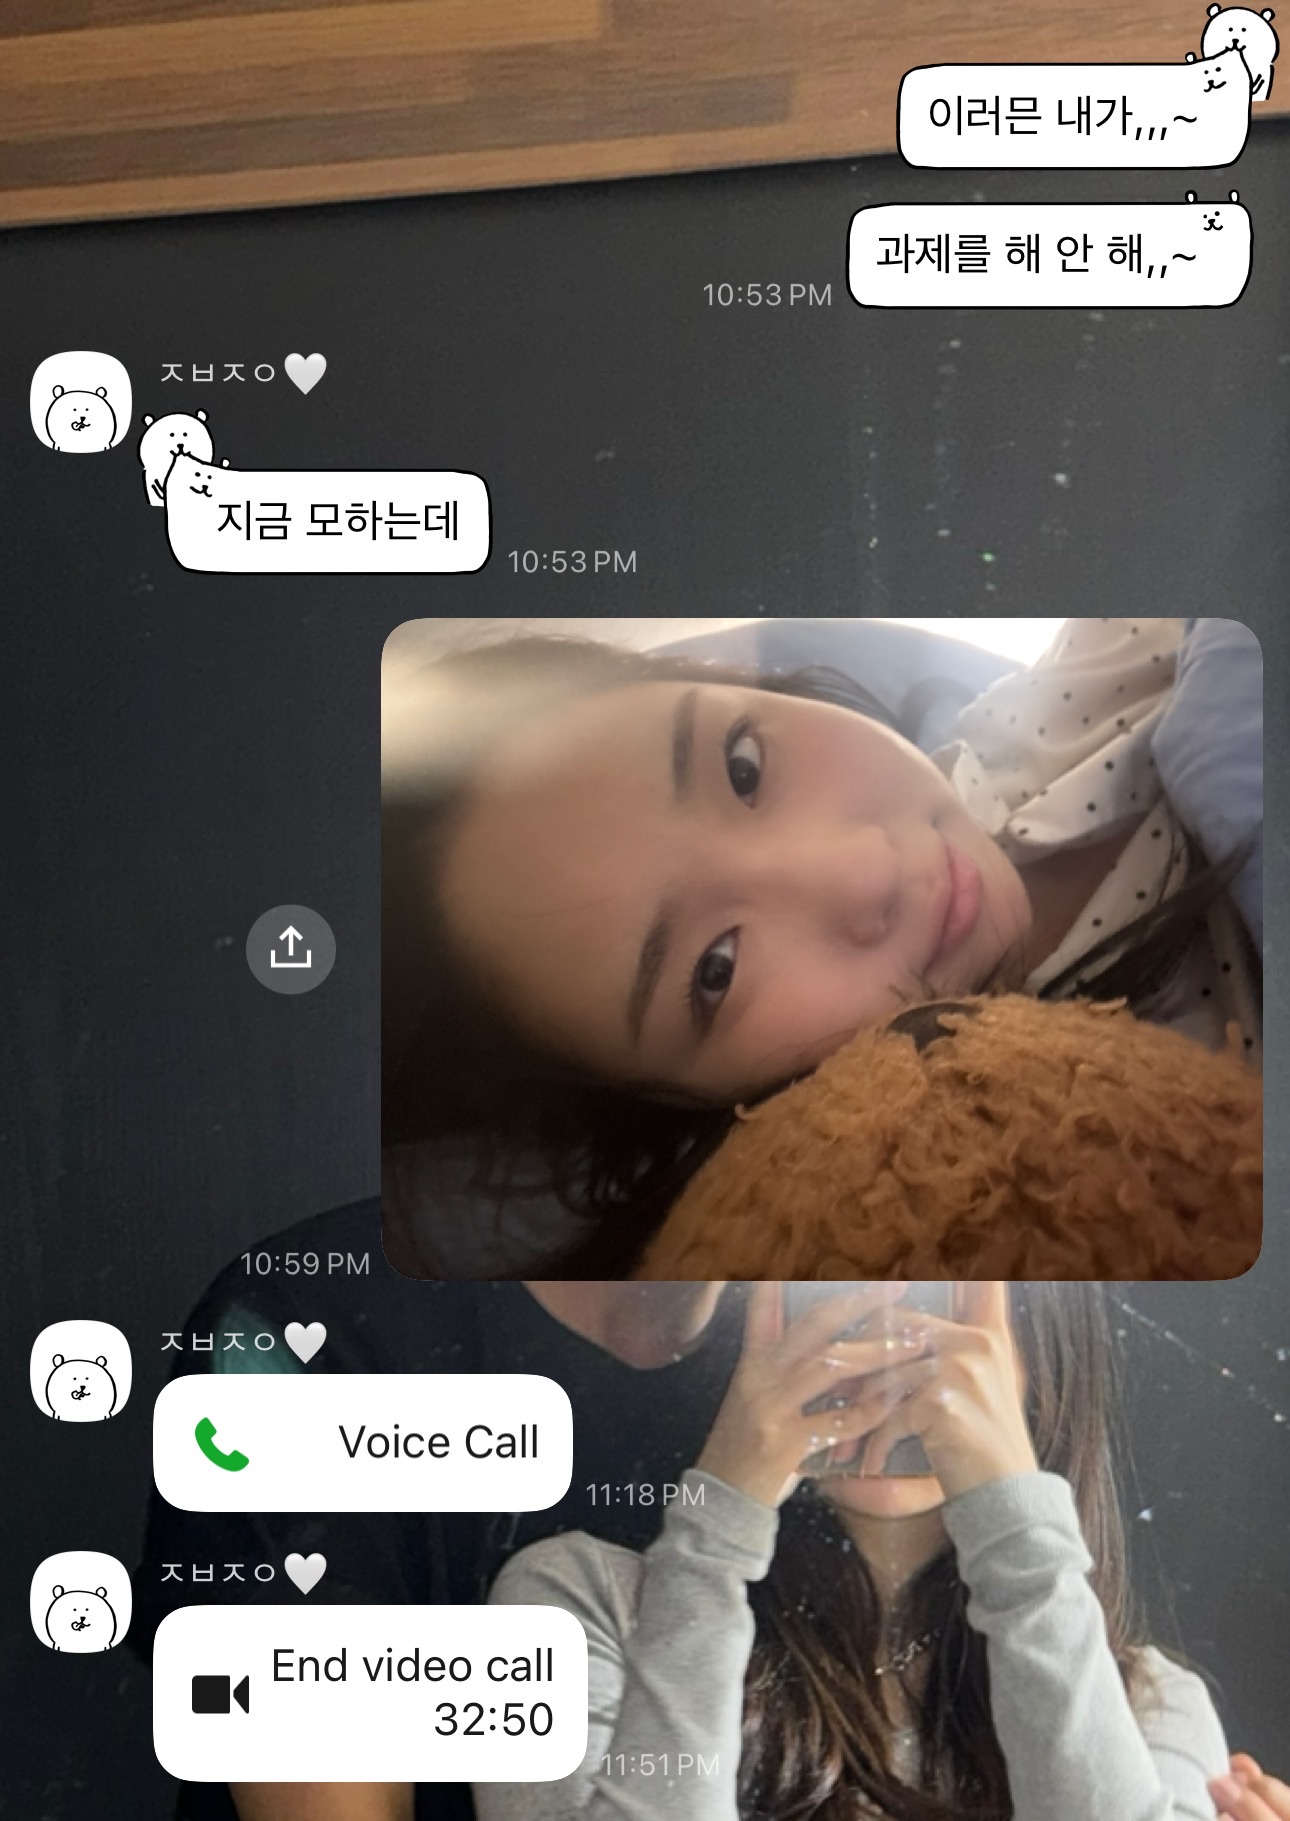 이러믄 내가,,,~
과제를 해 안 해,,~
10:53 PM
ㅈㅂㅈㅇ🤍
지금 모하는데
10:53 PM
10:59 PM
ㅈㅂㅈㅇ🤍
Voice Call
11:18 PM
ㅈㅂㅈㅇ🤍
End video call
32:50
11:51 PM